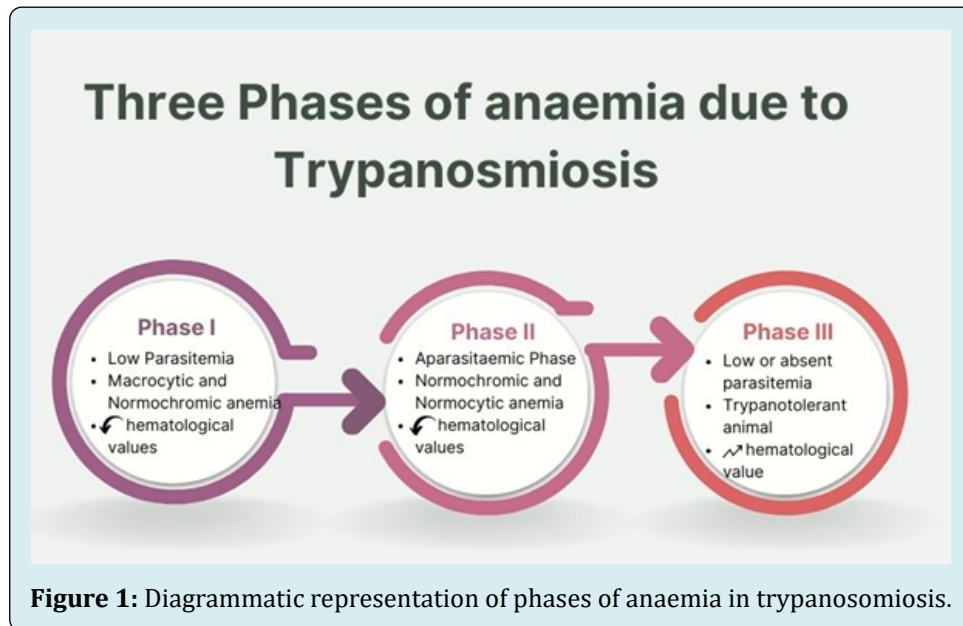 Three Phases of anaemia due to
Trypanosmiosis
Phase I
• Low Parasitemia
• Macrocytic and
Normochromic anemia
• hematological
values
Phase II
• Aparasitaemic Phase
• Normochromic and
Normocytic anemia
• hematological
values
Phase III
• Low or absent
parasitemia
• Trypanotolerant
animal
• hematological
value
Figure 1: Diagrammatic representation of phases of anaemia in trypanosomiosis.